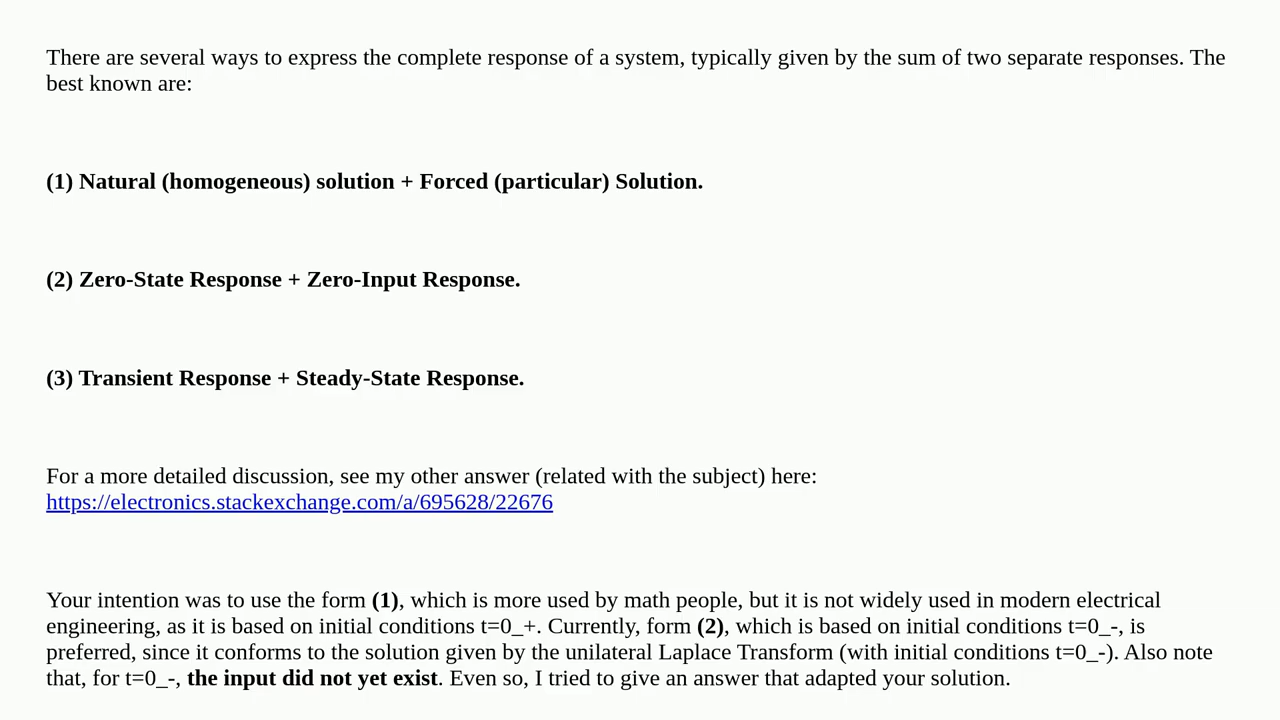 There are several ways to express the complete response of a system, typically given by the sum of two separate responses. The
best known are:
(1) Natural (homogeneous) solution + Forced (particular) Solution.
(2) Zero-State Response + Zero-Input Response.
(3) Transient Response + Steady-State Response.
For a more detailed discussion, see my other answer (related with the subject) here:
https://electronics.stackexchange.com/a/695628/22676
Your intention was to use the form (1), which is more used by math people, but it is not widely used in modern electrical
engineering, as it is based on initial conditions t=0_+. Currently, form (2), which is based on initial conditions t=0_-, is
preferred, since it conforms to the solution given by the unilateral Laplace Transform (with initial conditions t=0_-). Also note
that, for t=0_-, the input did not yet exist. Even so, I tried to give an answer that adapted your solution.